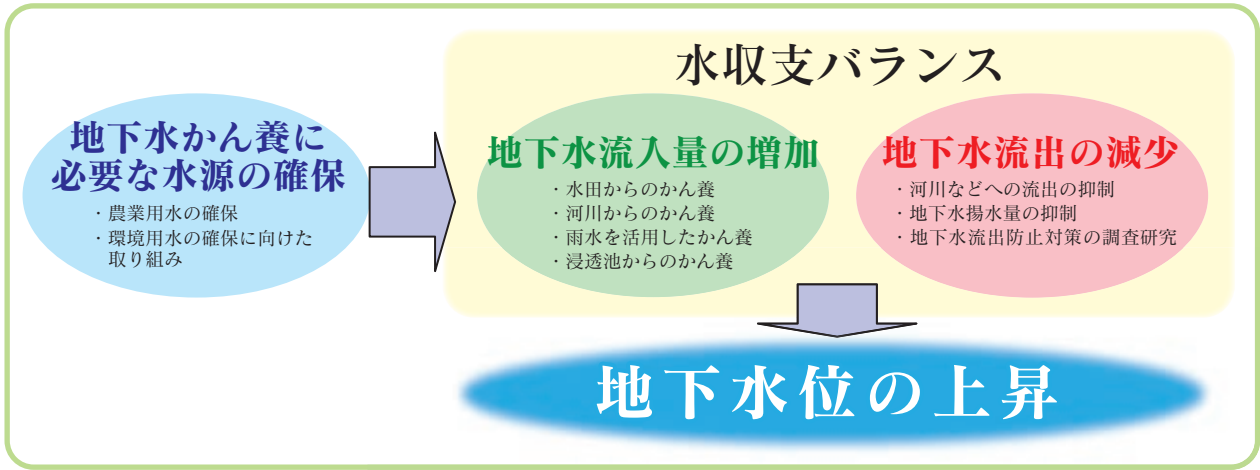 地下水かん養に
必要な水源の確保
・農業用水の確保
・環境用水の確保に向けた
取り組み
水収支バランス
地下水流入量の増加
・水田からのかん養
・河川からのかん養
・雨水を活用したかん養
・浸透池からのかん養
地下水流出の減少
・河川などへの流出の抑制
・地下水揚水量の抑制
・地下水流出防止対策の調査研究
地下水位の上昇